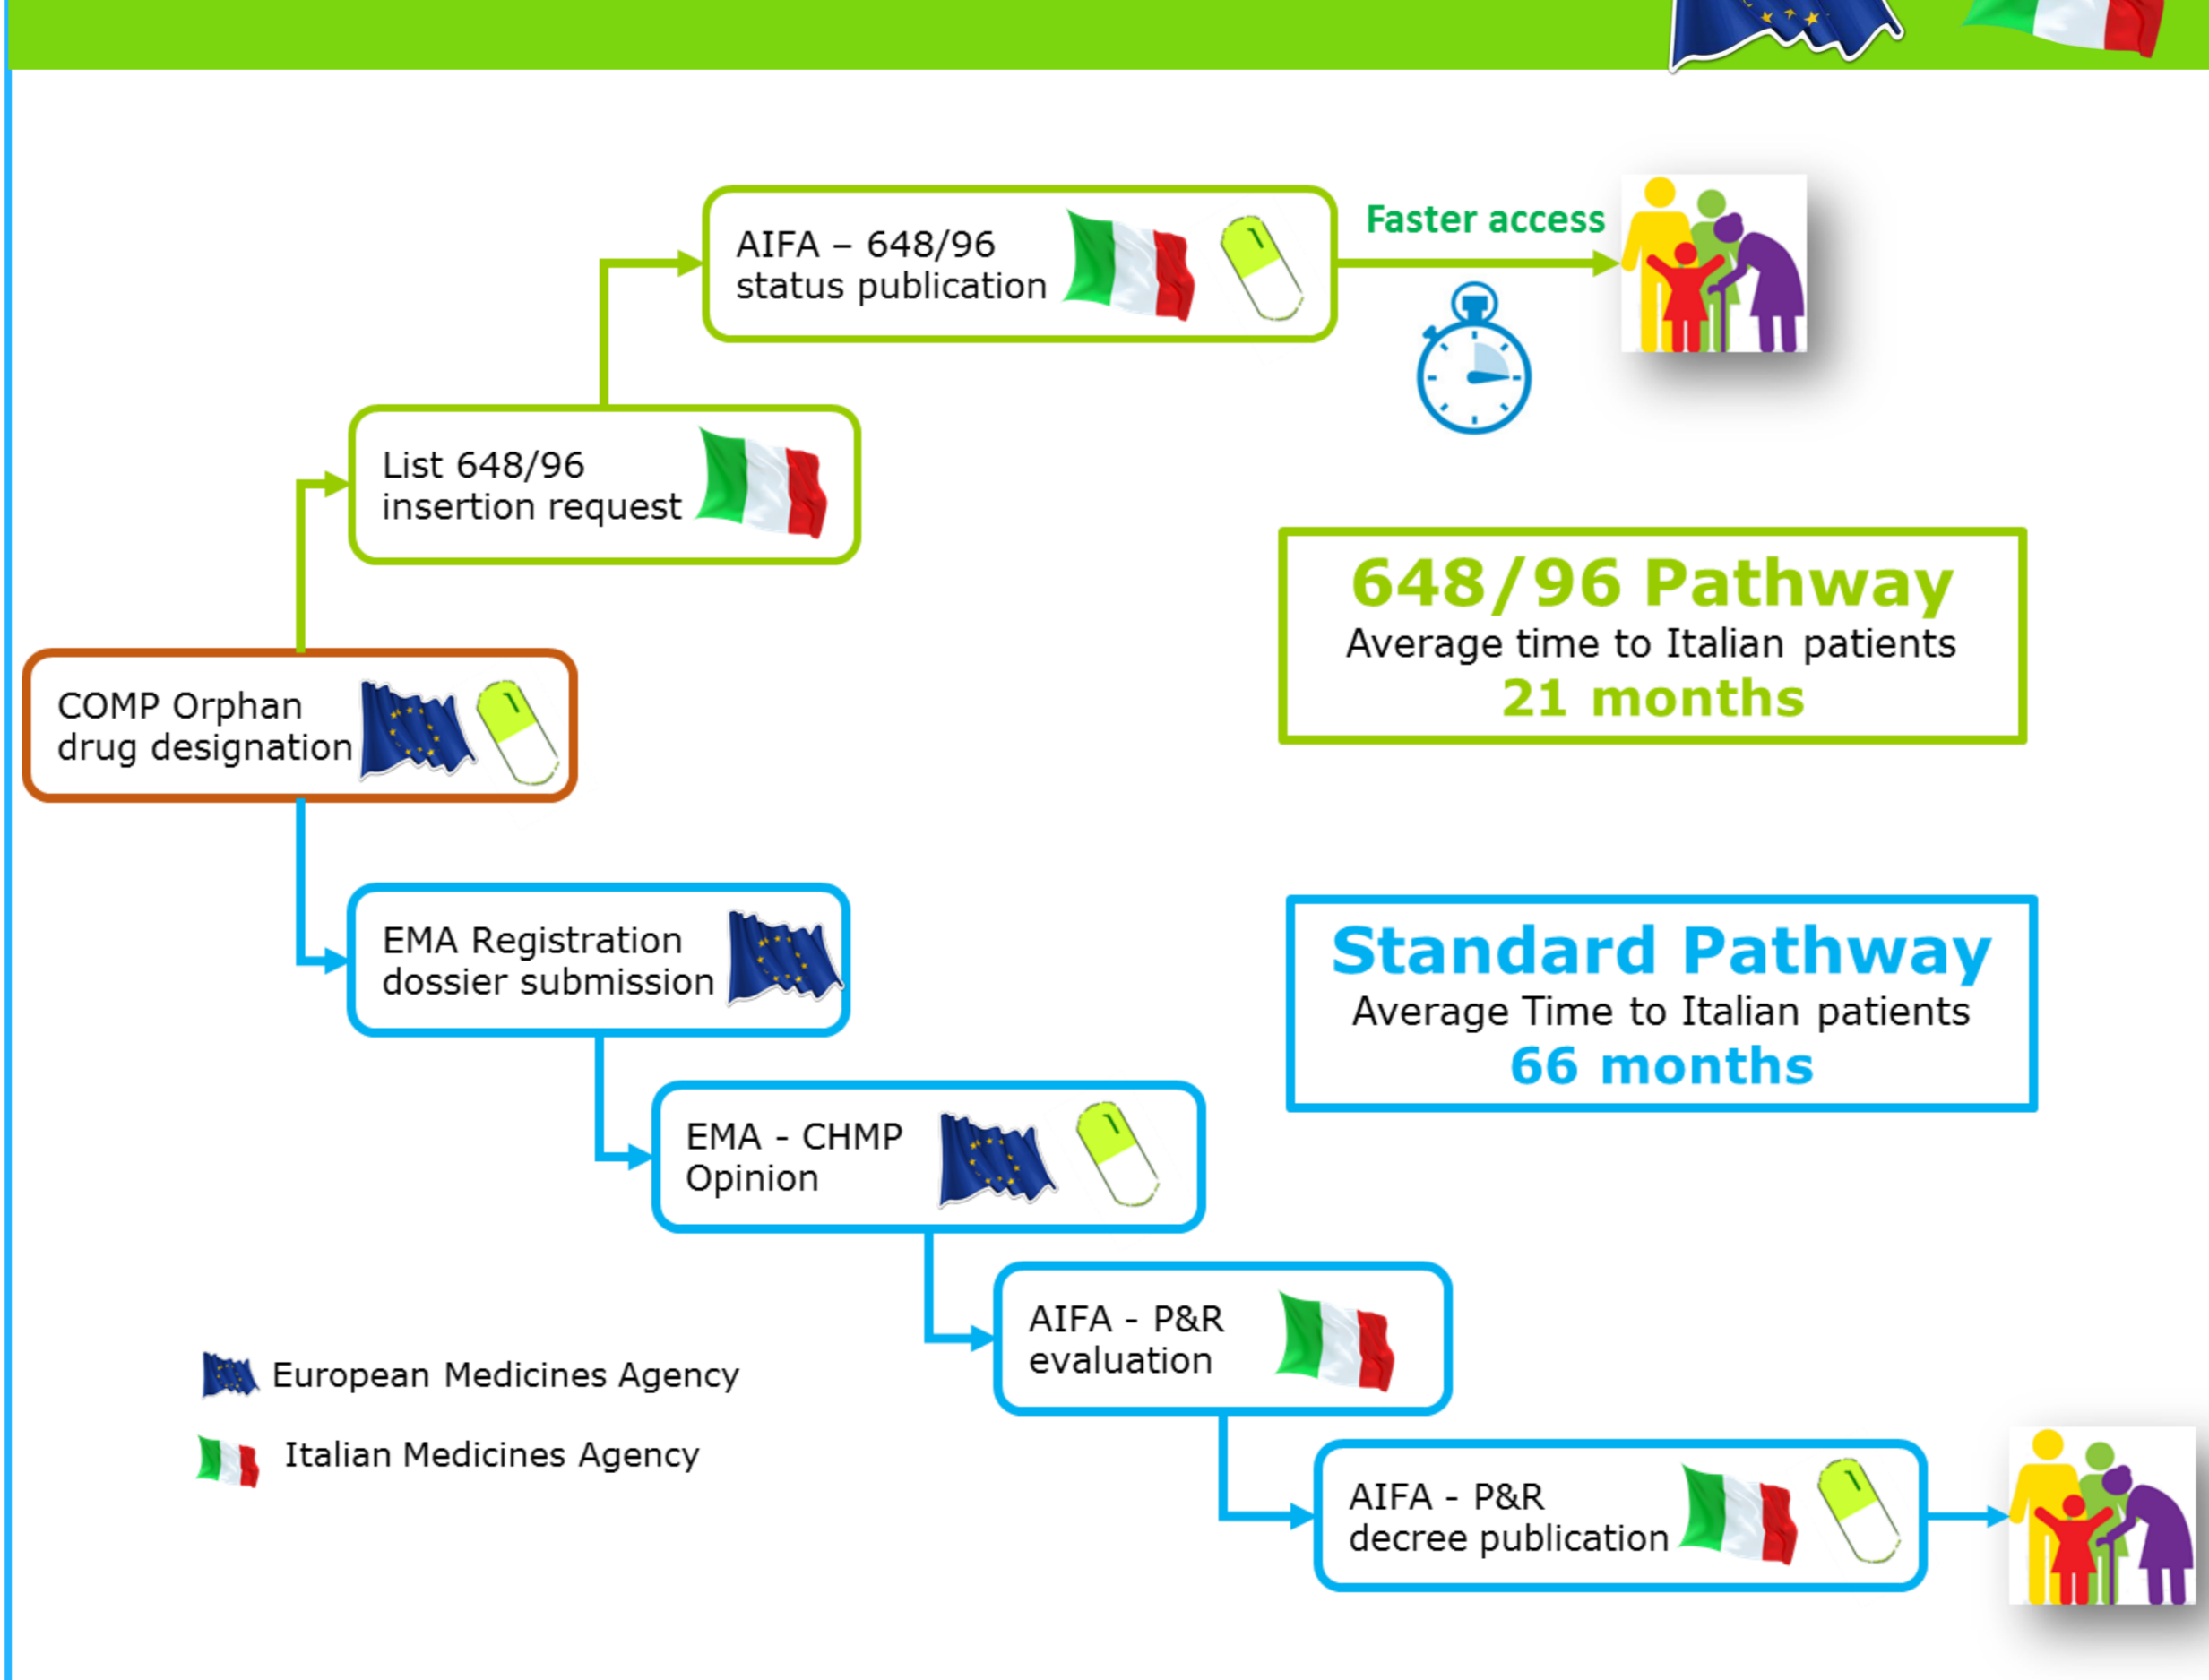 AIFA – 648/96
status publication
Faster access
List 648/96
insertion request
648/96 Pathway
Average time to Italian patients
21 months
COMP Orphan
drug designation
EMA Registration
dossier submission
Standard Pathway
Average Time to Italian patients
66 months
EMA - CHMP
Opinion
AIFA - P&R
evaluation
European Medicines Agency
Italian Medicines Agency
AIFA - P&R
decree publication